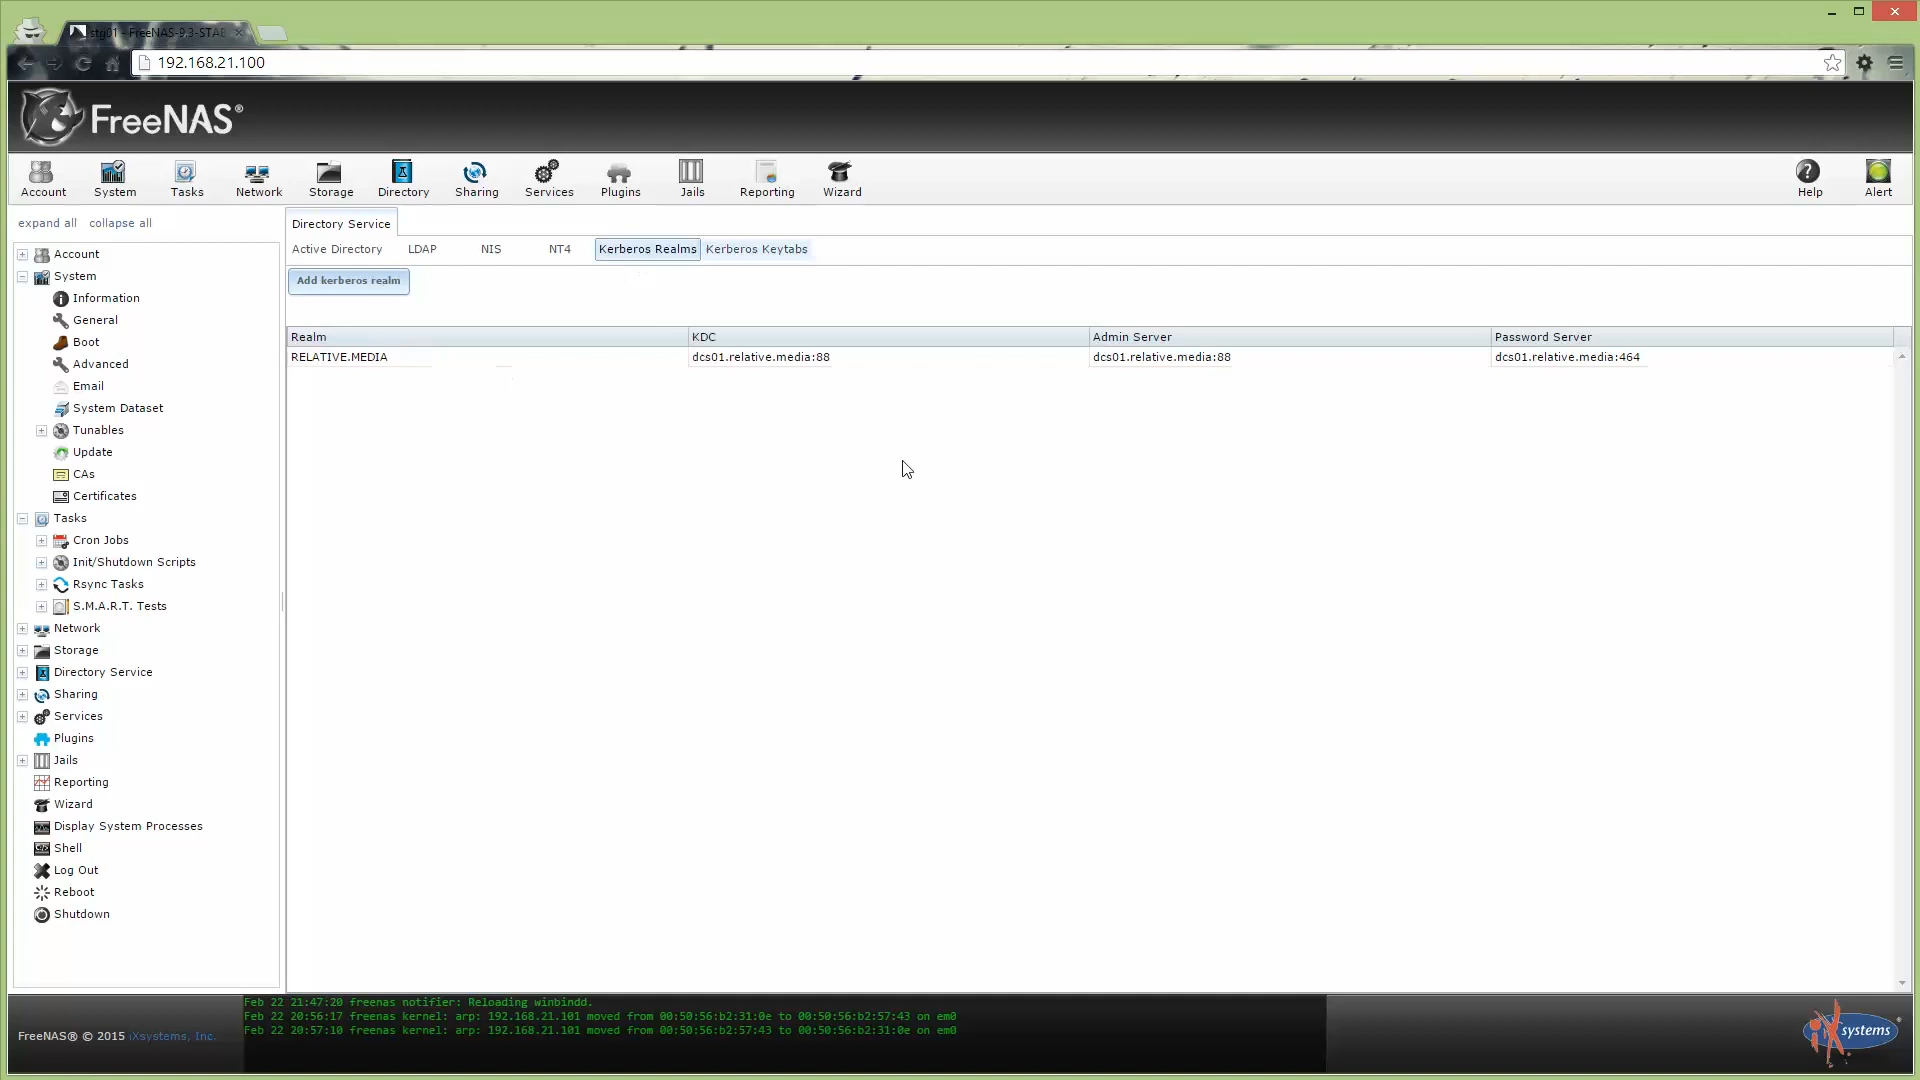 stg01 - FreeNAS-9.3-STAB
192.168.21.100
FreeNAS®
Account
System
Tasks
Network
Storage
Directory
Sharing
Services
Plugins
Jails
Reporting
Wizard
Help
Alert
expand all
collapse all
Account
System
Information
General
Boot
Advanced
Email
System Dataset
Tunables
Update
CAs
Certificates
Tasks
Cron Jobs
Init/Shutdown Scripts
Rsync Tasks
S.M.A.R.T. Tests
Network
Storage
Directory Service
Sharing
Services
Plugins
Jails
Reporting
Wizard
Display System Processes
Shell
Log Out
Reboot
Shutdown
Directory Service
Active Directory
LDAP
NIS
NT4
Kerberos Realms
Kerberos Keytabs
Add kerberos realm
Realm
KDC
Admin Server
Password Server
RELATIVE.MEDIA
dcs01.relative.media:88
dcs01.relative.media:88
dcs01.relative.media:464
FreeNAS® © 2015 iXsystems, Inc.
Feb 22 21:47:20 freenas notifier: Reloading winbindd.
Feb 22 20:56:17 freenas kernel: arp: 192.168.21.101 moved from 00:50:56:b2:31:0e to 00:50:56:b2:57:43 on em0
Feb 22 20:57:10 freenas kernel: arp: 192.168.21.101 moved from 00:50:56:b2:57:43 to 00:50:56:b2:31:0e on em0
iXsystems